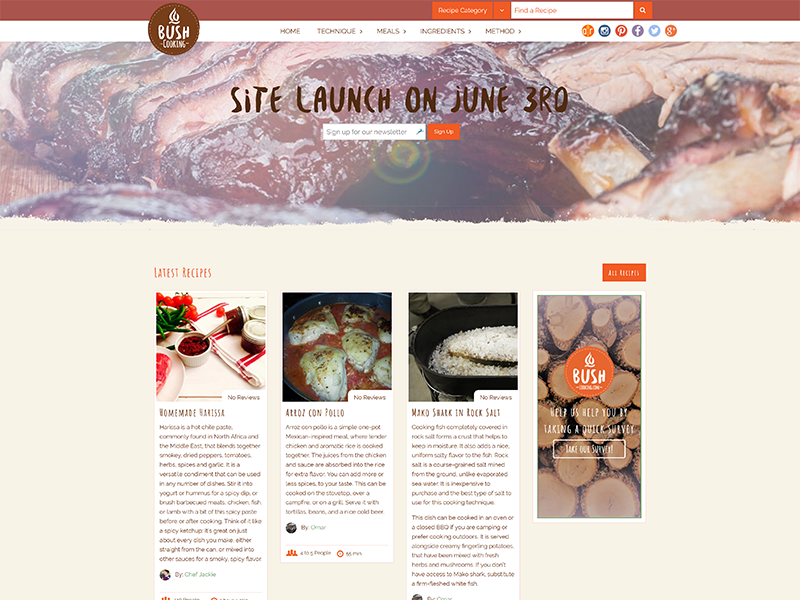 Recipe Category
Find a Recipe
BUSH
COOKING
HOME
TECHNIQUE
MEALS
INGREDIENTS
METHOD
SITE LAUNCH ON JUNE 3RD
Sign up for our newsletter
Sign Up
LATEST RECIPES
ALL RECIPES
No Reviews
HOMEMADE HARISSA
Harissa is a hot chile paste,
commonly found in North Africa and
the Middle East, that blends together
smokey, dried peppers, tomatoes,
herbs, spices and garlic. It is a
versatile condiment that can be used
in any number of dishes. Stir it into
yogurt or hummus for a spicy dip, or
brush barbecued meats, chicken, fish,
or lamb with a bit of this spicy paste
before or after cooking. Think of it like
a spicy ketchup; it's great on just
about every dish you make, either
straight from the can, or mixed into
other sauces for a smoky, spicy flavor
By: Chef Jackie
No Reviews
ARROZ CON POLLO
Arroz con pollo is a simple one-pot
Mexican-inspired meal, where tender
chicken and aromatic rice is cooked
together. The juices from the chicken
and sauce are absorbed into the rice
for extra flavor. You can add more or
less spices, to your taste. This can be
cooked on the stovetop, over a
campfire, or on a grill. Serve it with
tortillas, beans, and a nice cold beer.
By: Omar
4 to 5 People
55 min
No Reviews
MAKO SHARK IN ROCK SALT
Cooking fish completely covered in
rock salt forms a crust that helps to
keep in moisture. It also adds a nice,
uniform salty flavor to the fish. Rock
salt is a course-grained salt mined
from the ground, unlike evaporated
sea water. It is inexpensive to
purchase and the best type of salt to
use for this cooking technique.
This dish can be cooked in an oven or
a closed BBQ if you are camping or
prefer cooking outdoors. It is served
alongside creamy fingerling potatoes
that have been mixed with fresh
herbs and mushrooms. If you don't
have access to Mako shark, substitute
a firm-fleshed white fish.
By: Omar
BUSH
COOKING.COM
HELP US HELP YOU BY
TAKING A QUICK SURVEY
TAKE OUR SURVEY!